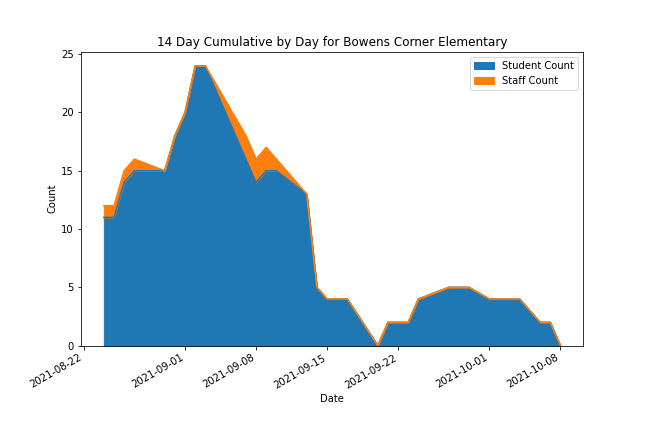 14 Day Cumulative by Day for Bowens Corner Elementary
Student Count
Staff Count
Count
25
20
15
10
5
0
2021-08-22
2021-09-01
2021-09-08
2021-09-15
2021-09-22
2021-10-01
2021-10-08
Date